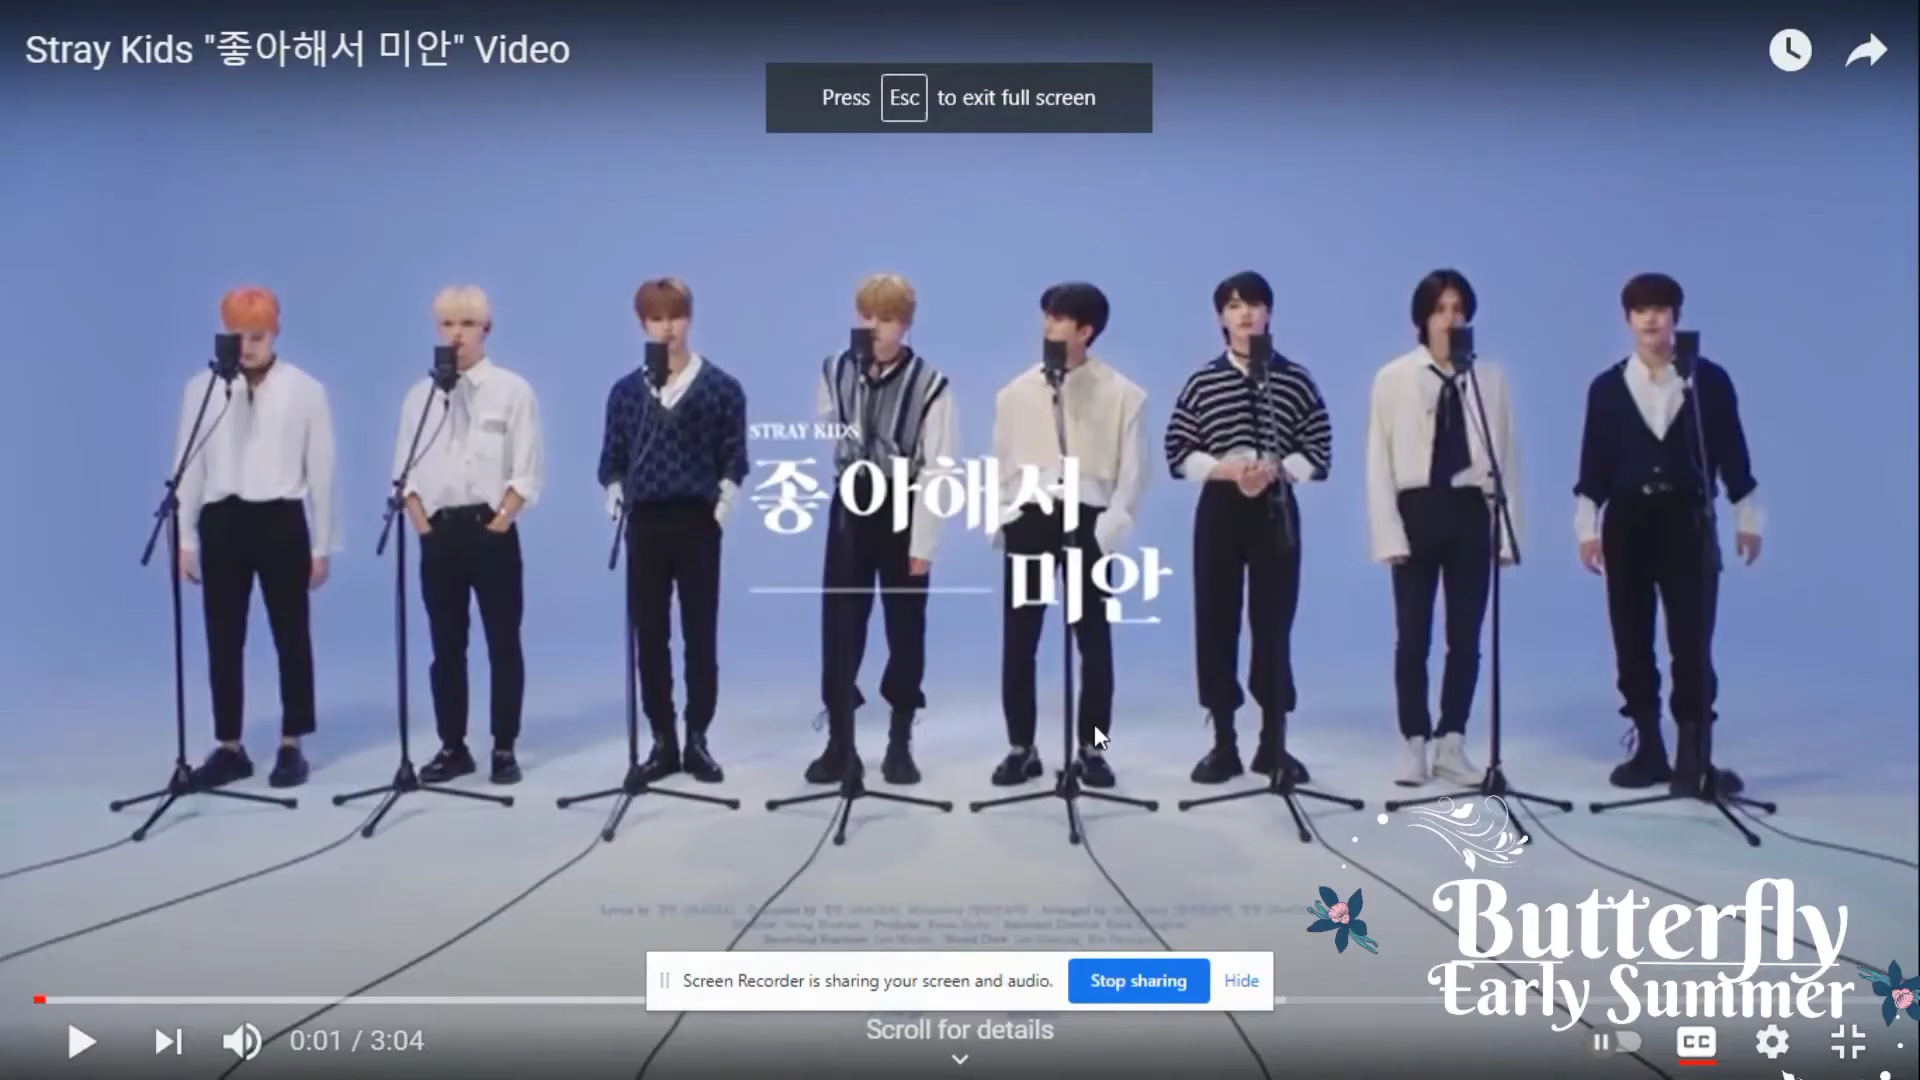 Stray Kids "좋아해서 미안" Video
Press Esc to exit full screen
STRAY KIDS
좋아해서
미안
Screen Recorder is sharing your screen and audio.
Stop sharing
Hide
Butterfly
Early Summer
0:01 / 3:04
Scroll for details
CC